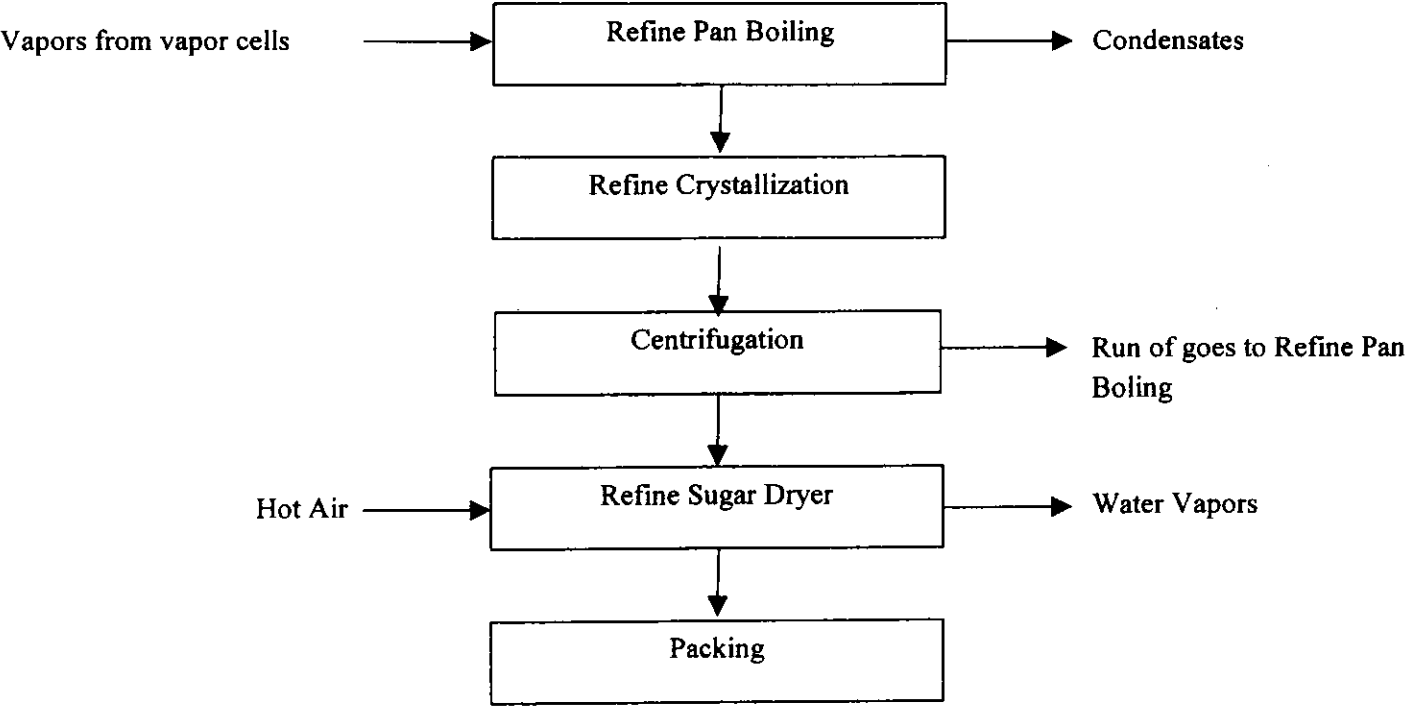 Vapors from vapor cells
Refine Pan Boiling
Condensates
Refine Crystallization
Centrifugation
Run of goes to Refine Pan
Boling
Hot Air
Refine Sugar Dryer
Water Vapors
Packing